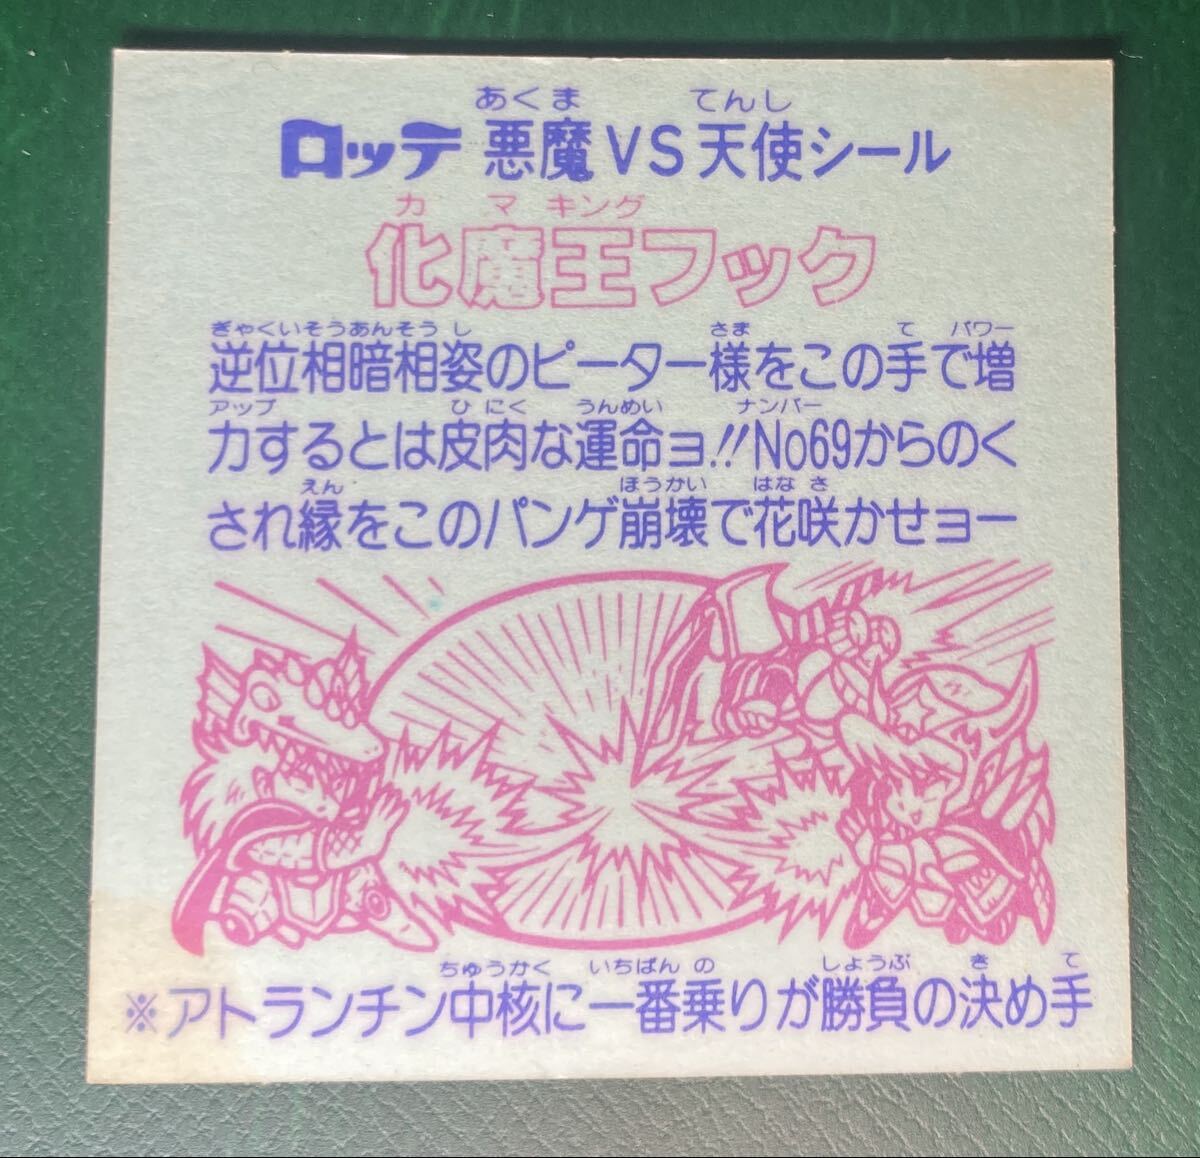 あくま てんし
ロッテ 悪魔VS天使シール
カ マ キング
化魔王フック
ぎゃくいそうあんそうし さま て パワー
逆位相暗相姿のピーター様をこの手で増
アップ ひにく うんめい ナンバー
力するとは皮肉な運命ョ!!No69からのく
えん ほうかい はな さ
され縁をこのパンゲ崩壊で花咲かせョー
ちゅうかく いちばん の しょうぶ き て
※アトランチン中核に一番乗りが勝負の決め手